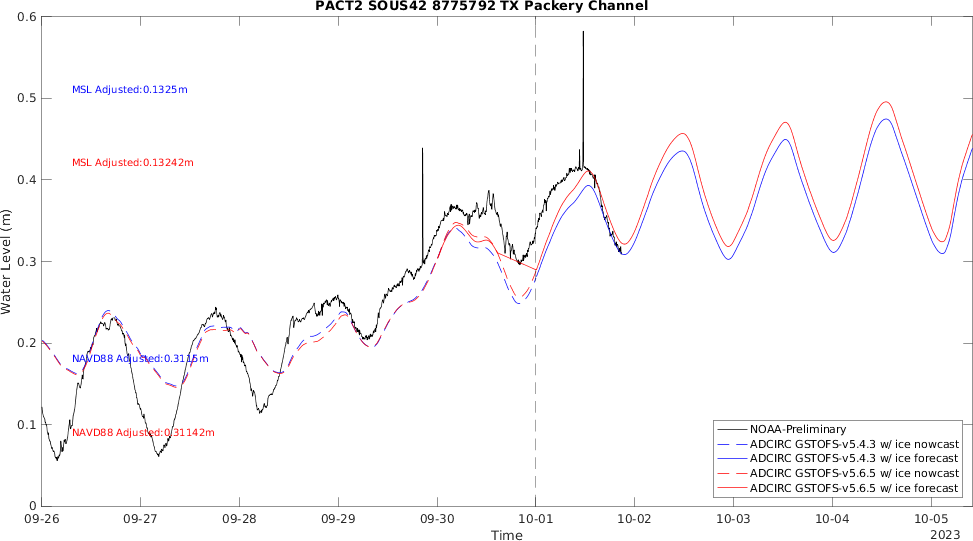 PACT2 SOUS42 8775792 TX Packery Channel
0.6
0.5
0.4
0.3
0.2
0.1
0
Water Level (m)
MSL Adjusted:0.1325m
MSL Adjusted:0.13242m
NAVD88 Adjusted:0.3115m
NAVD88 Adjusted:0.31142m
NOAA-Preliminary
ADCIRC GSTOFS-v5.4.3 w/ ice nowcast
ADCIRC GSTOFS-v5.4.3 w/ ice forecast
ADCIRC GSTOFS-v5.6.5 w/ ice nowcast
ADCIRC GSTOFS-v5.6.5 w/ ice forecast
09-26 09-27 09-28 09-29 09-30 10-01 10-02 10-03 10-04 10-05
Time
2023